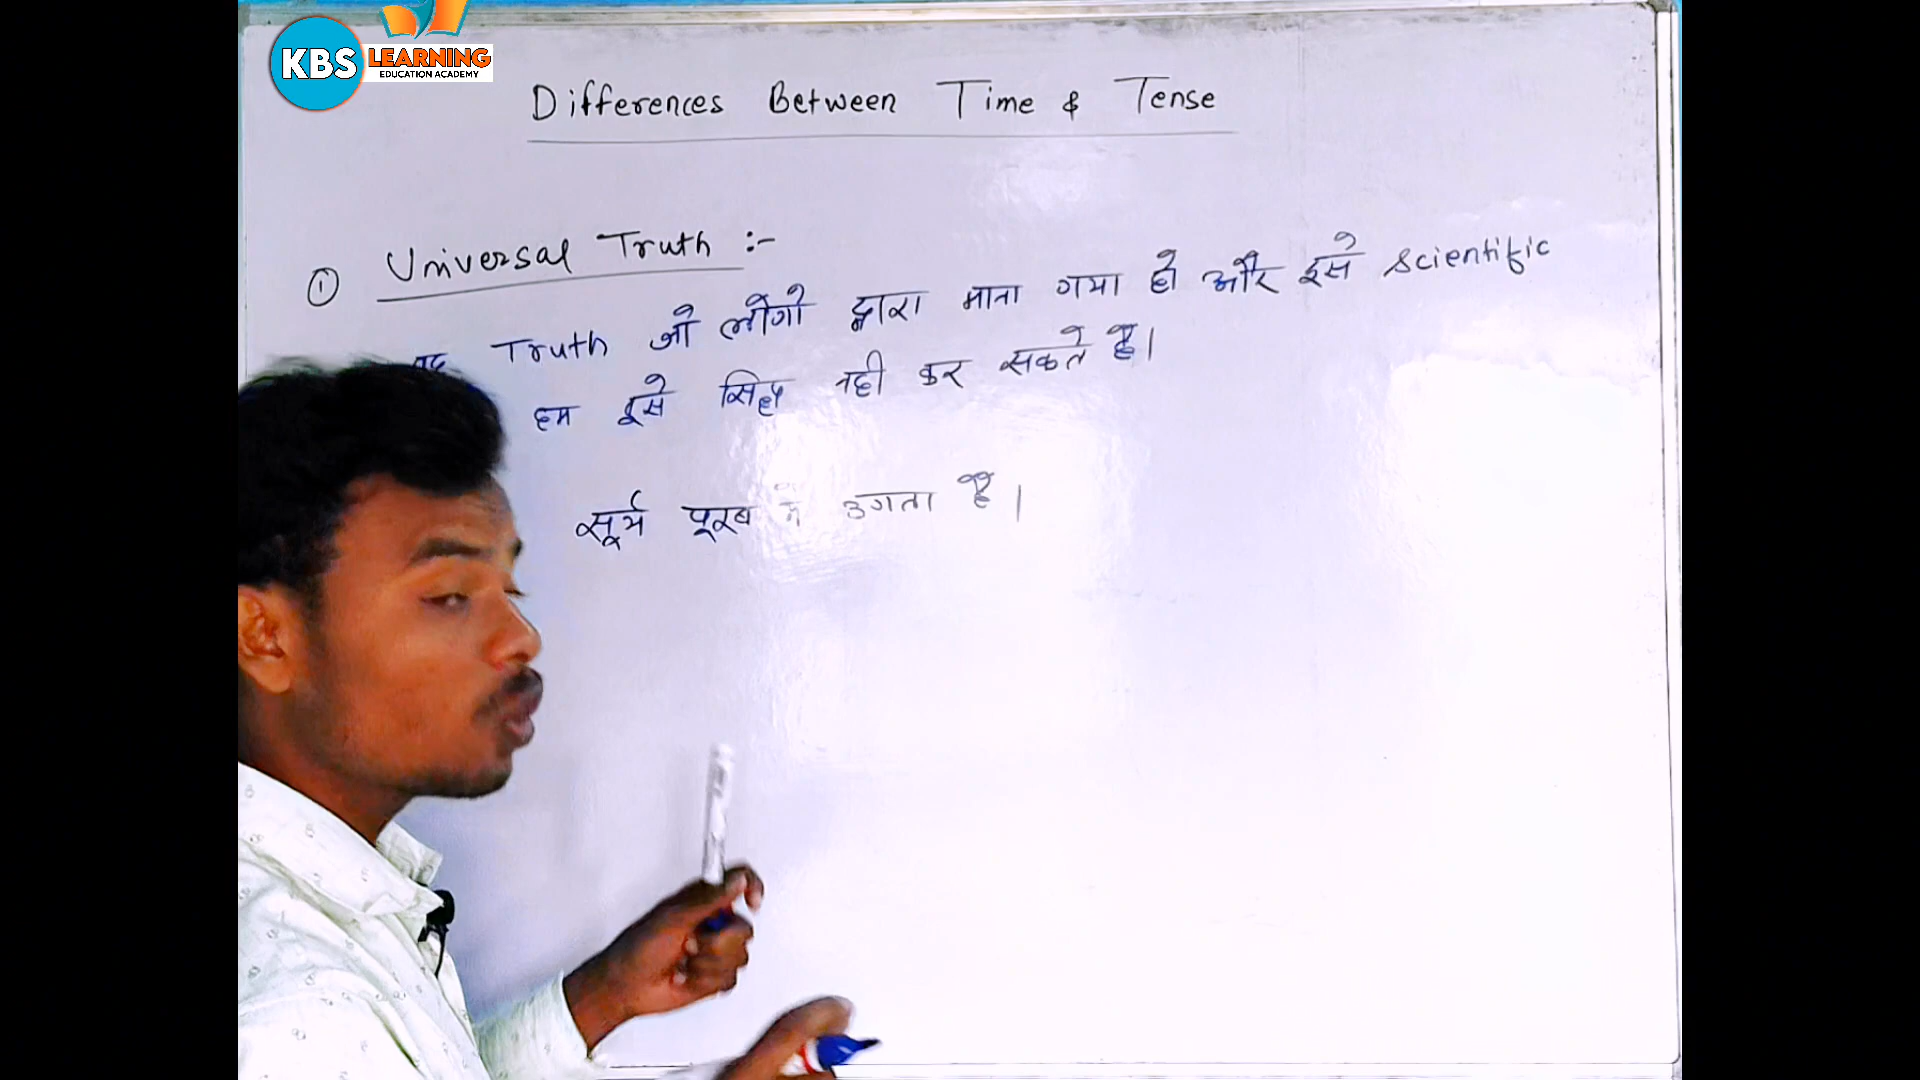 KBS LEARNING
EDUCATION ACADEMY
Differences Between Time & Tense
① Universal Truth :-
Truth जो लोगो द्वारा माना गया हो और इसे Scientific
हम इसे सिद्ध नही कर सकते है।
सूर्य पूरब मे उगता है।